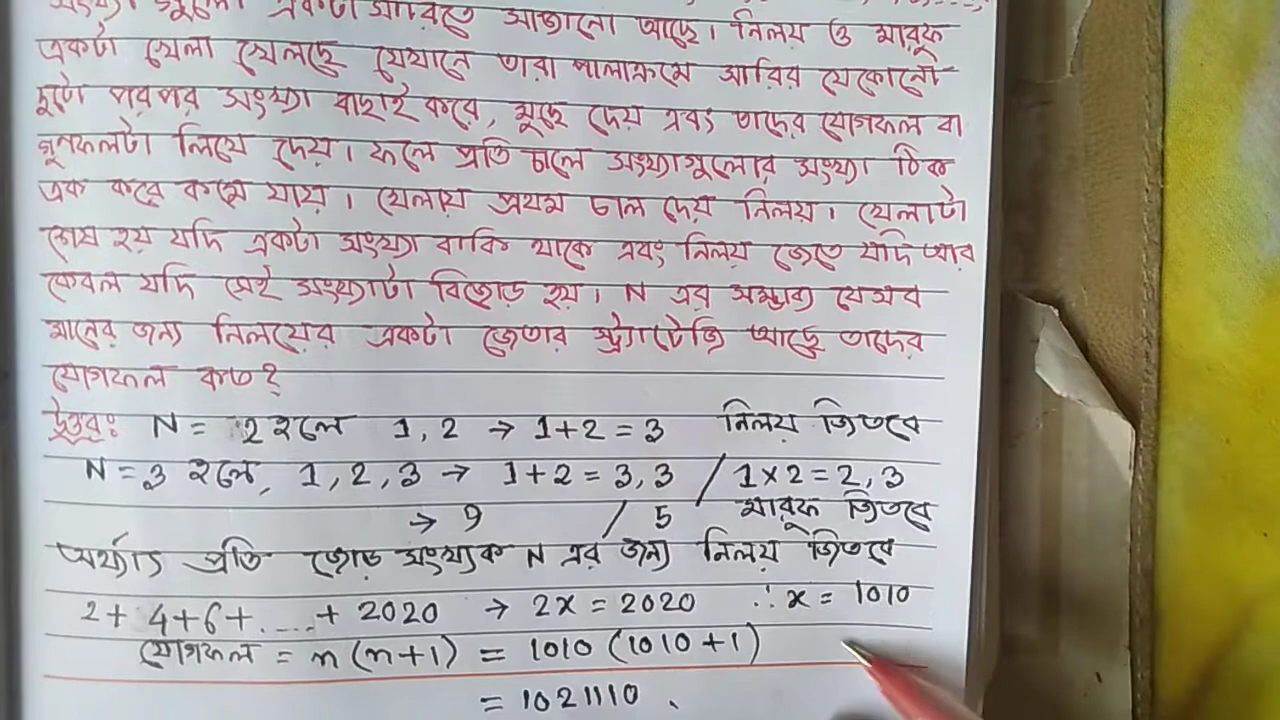 সংখ্যা গুলো একটা সারিতে সাজানো আছে। নিলয় ও মারুফ
একটা খেলা খেলছে যেখানে তারা পালাক্রমে সারির যেকোনো
দুটো পরপর সংখ্যা বাছাই করে, মুছে দেয় এবং তাদের যোগফল বা
গুণফলটা লিখে দেয়। ফলে প্রতি চালে সংখ্যাগুলোর সংখ্যা ঠিক
এক করে কমে যায়। খেলায় প্রথম চাল দেয় নিলয়। খেলাটা
শেষ হয় যদি একটা সংখ্যা বাকি থাকে এবং নিলয় জেতে যদি আর
কেবল যদি সেই সংখ্যাটা বিজোড় হয়। N এর সম্ভাব্য যেসব
মানের জন্য নিলয়ের একটা জেতার স্ট্র্যাটেজি আছে তাদের
যোগফল কত?
উত্তর: N = 2 হলে 1, 2 → 1+2 = 3 নিলয় জিতবে
N = 3 হলে, 1, 2, 3 → 1+2 = 3, 3 / 1×2 = 2, 3
→ 9 / 5 মারুফ জিতবে
অর্থাৎ প্রতি জোড় সংখ্যক N এর জন্য নিলয় জিতবে
2+ 4+6+.....+ 2020 → 2x = 2020 ∴ x = 1010
যোগফল = n(n+1) = 1010 (1010 +1)
= 1021110 .